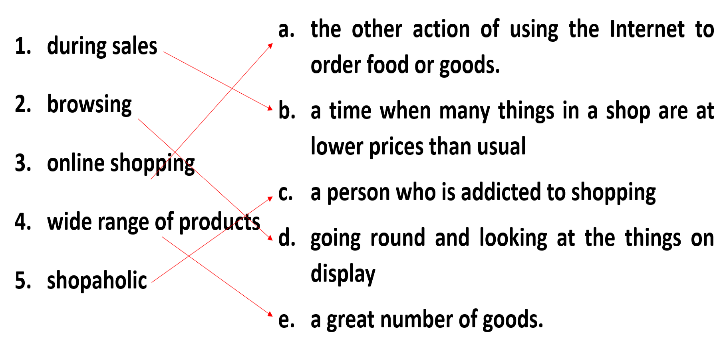 1. during sales
2. browsing
3. online shopping
4. wide range of products
5. shopaholic
a. the other action of using the Internet to
order food or goods.
b. a time when many things in a shop are at
lower prices than usual
c. a person who is addicted to shopping
d. going round and looking at the things on
display
e. a great number of goods.